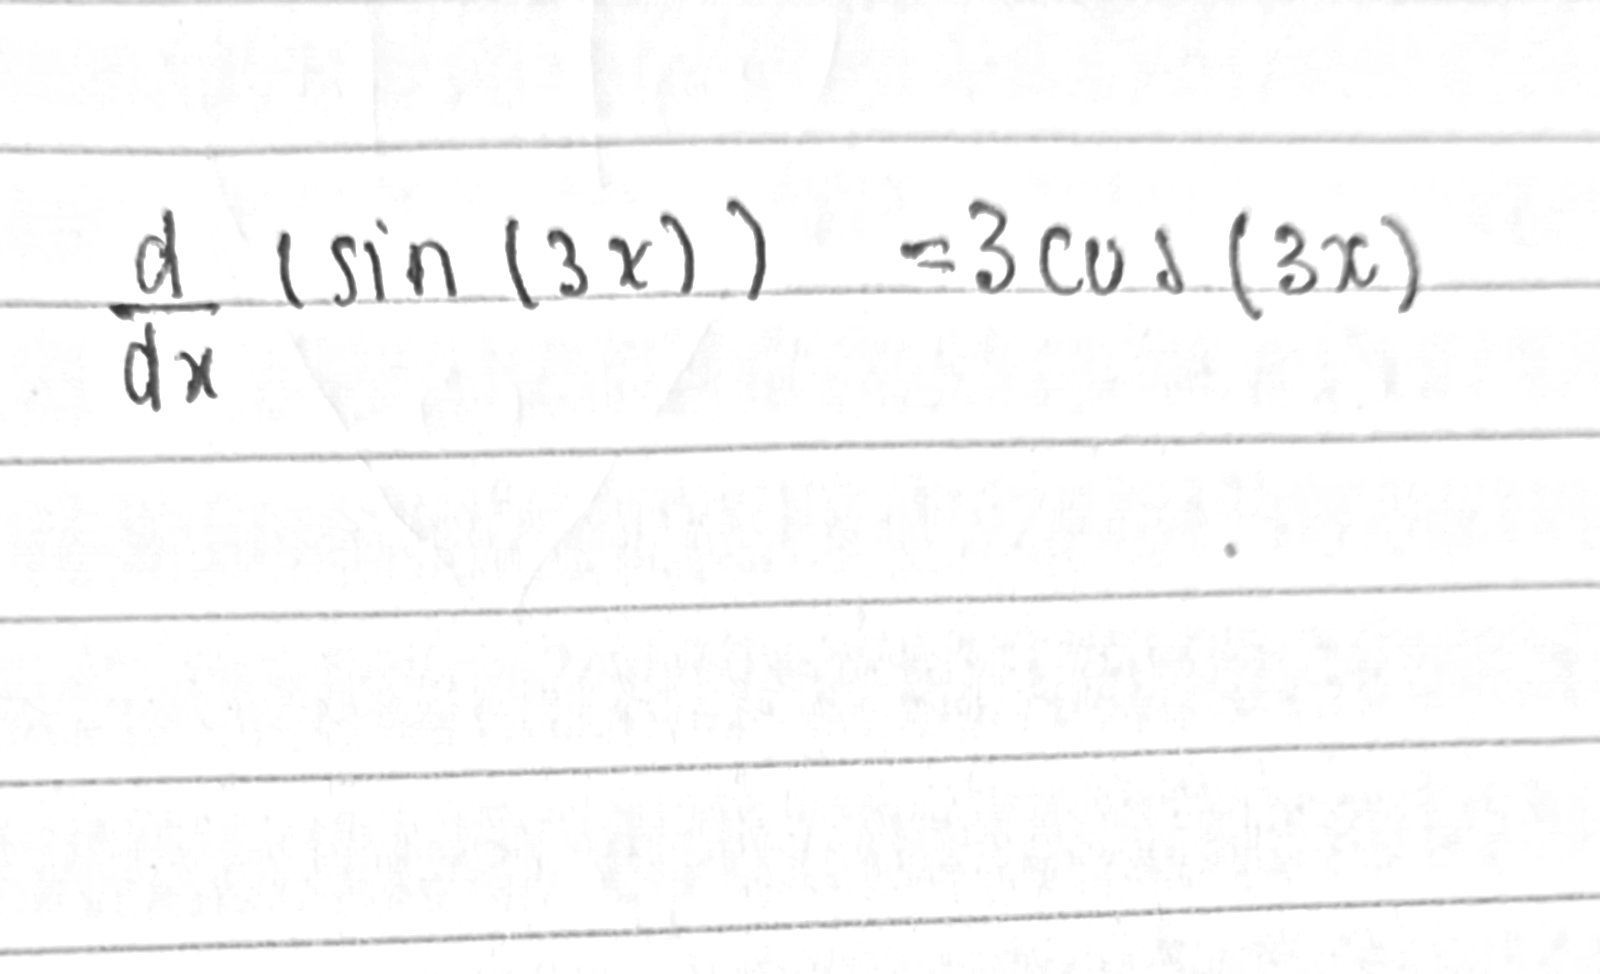 d/dx (sin (3x)) = 3 cos (3x)